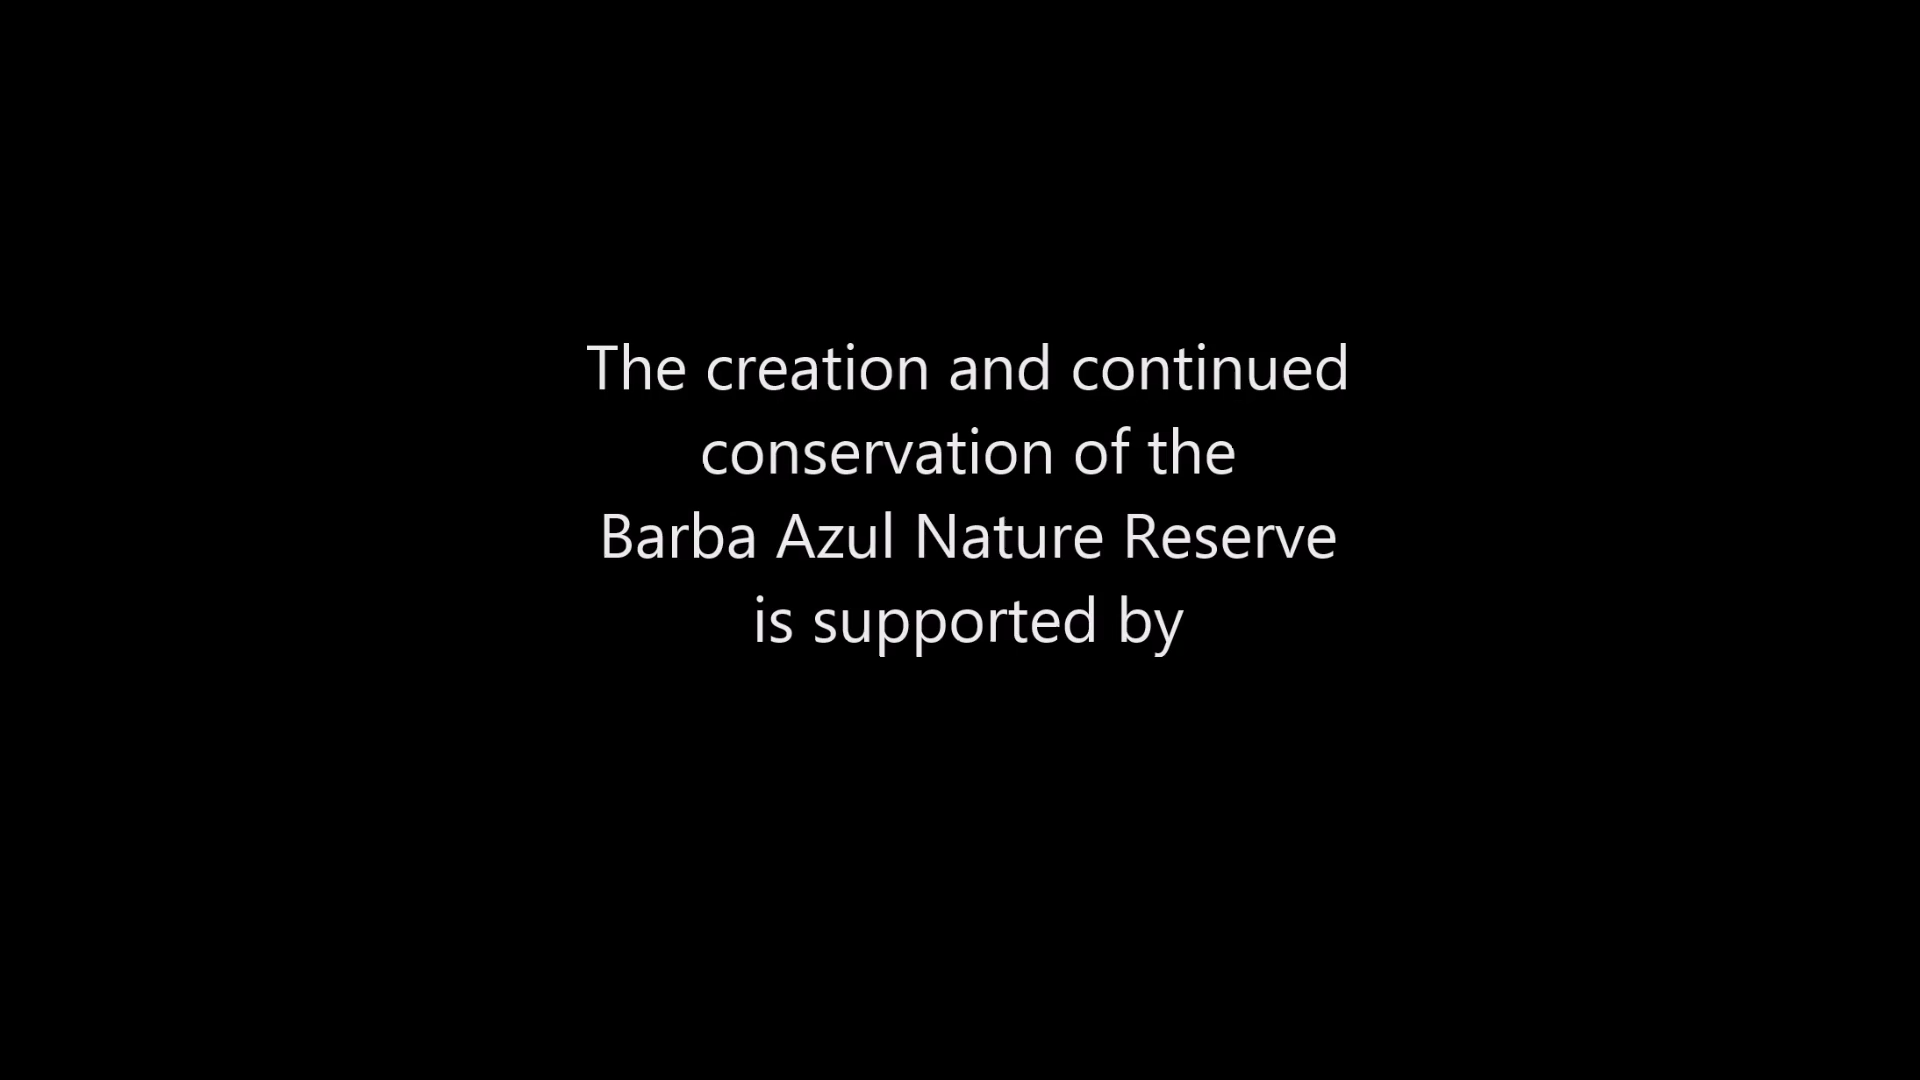 The creation and continued
conservation of the
Barba Azul Nature Reserve
is supported by